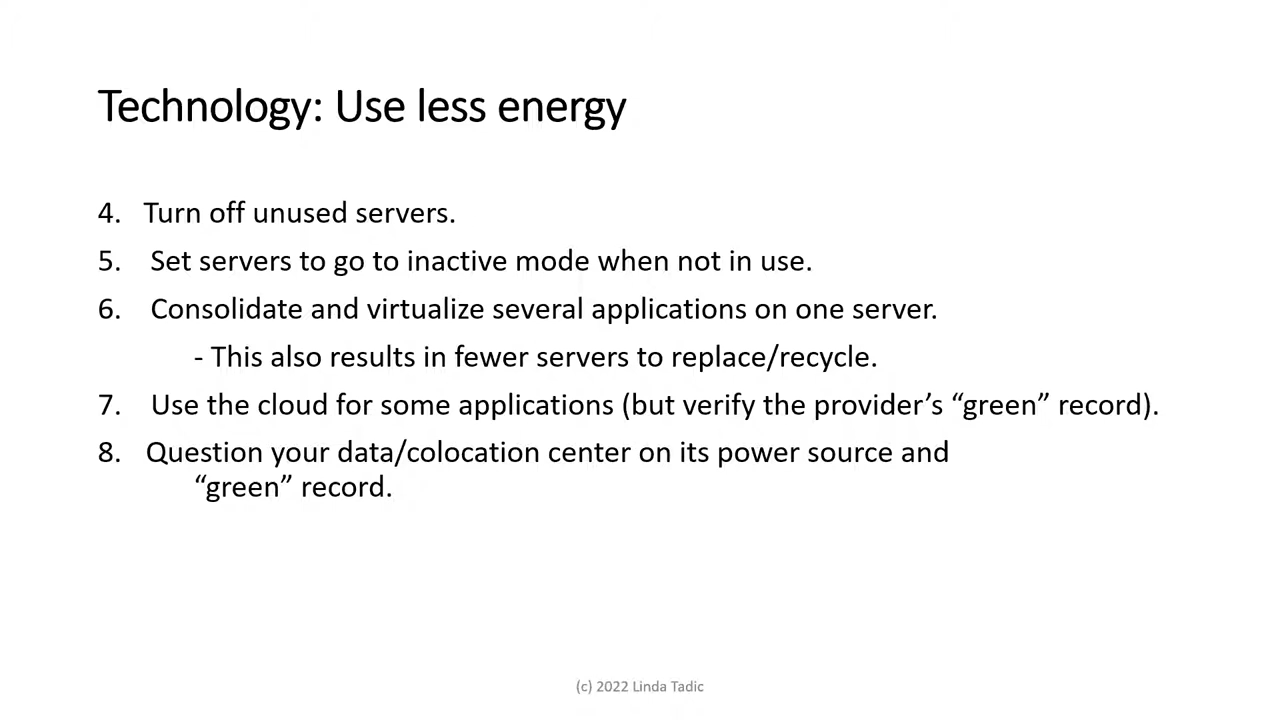 Technology: Use less energy
4. Turn off unused servers.
5. Set servers to go to inactive mode when not in use.
6. Consolidate and virtualize several applications on one server.
- This also results in fewer servers to replace/recycle.
7. Use the cloud for some applications (but verify the provider’s “green” record).
8. Question your data/colocation center on its power source and
“green” record.
(c) 2022 Linda Tadic